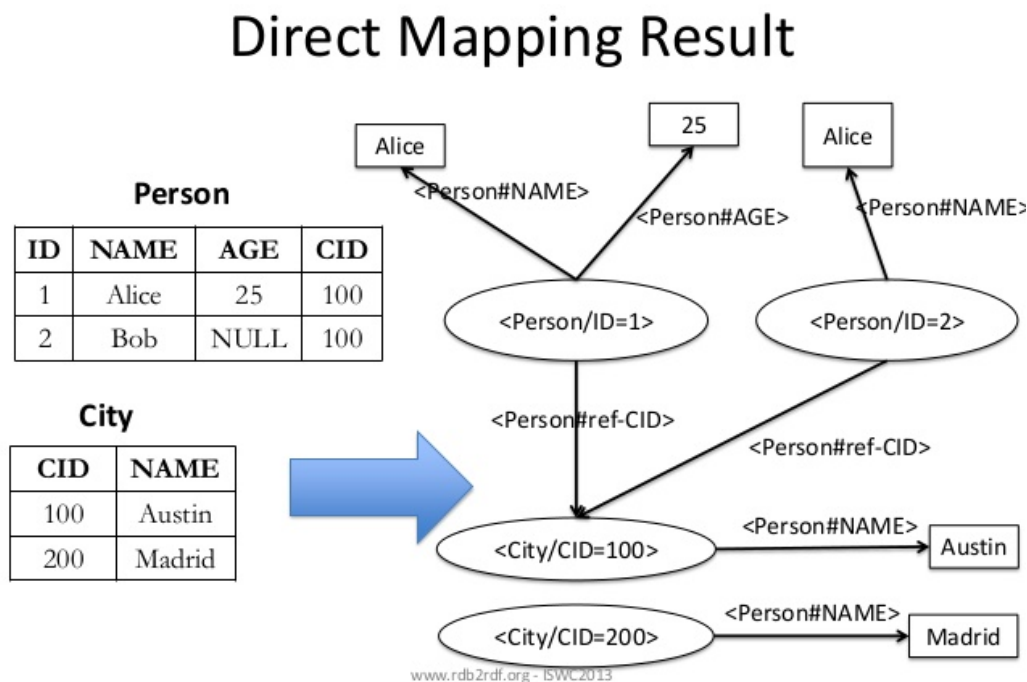 Direct Mapping Result
Person
ID NAME AGE CID
1 Alice 25 100
2 Bob NULL 100
City
CID NAME
100 Austin
200 Madrid
Alice
25
Alice
<Person#NAME>
<Person#AGE>
<Person#NAME>
<Person/ID=1>
<Person/ID=2>
<Person#ref-CID>
<Person#ref-CID>
<City/CID=100>
<Person#NAME>
Austin
<City/CID=200>
<Person#NAME>
Madrid
www.rdb2rdf.org - ISWC2013